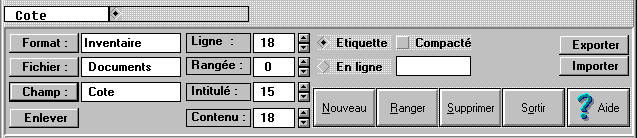 Cote
Format : Inventaire Ligne : 18 Etiquette Compacté Exporter
Fichier : Documents Rangée : 0 En ligne Importer
Champ : Cote Intitulé : 15
Enlever Contenu : 18 Nouveau Ranger Supprimer Sortir ? Aide